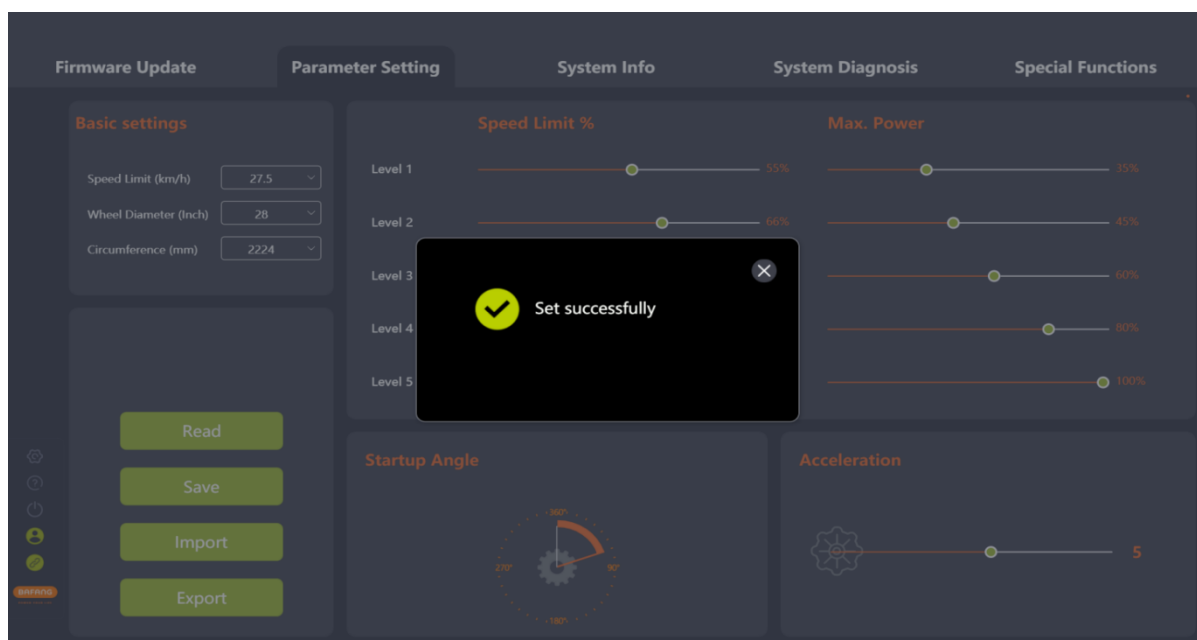 Firmware Update
Parameter Setting
System Info
System Diagnosis
Special Functions
Basic settings
Speed Limit (km/h)
27.5
Wheel Diameter (Inch)
28
Circumference (mm)
2224
Speed Limit %
Max. Power
Level 1
55%
35%
Level 2
66%
45%
Level 3
60%
Level 4
80%
Level 5
100%
Set successfully
Read
Save
Import
Export
BAFANG
Startup Angle
360°
270°
90°
180°
Acceleration
5